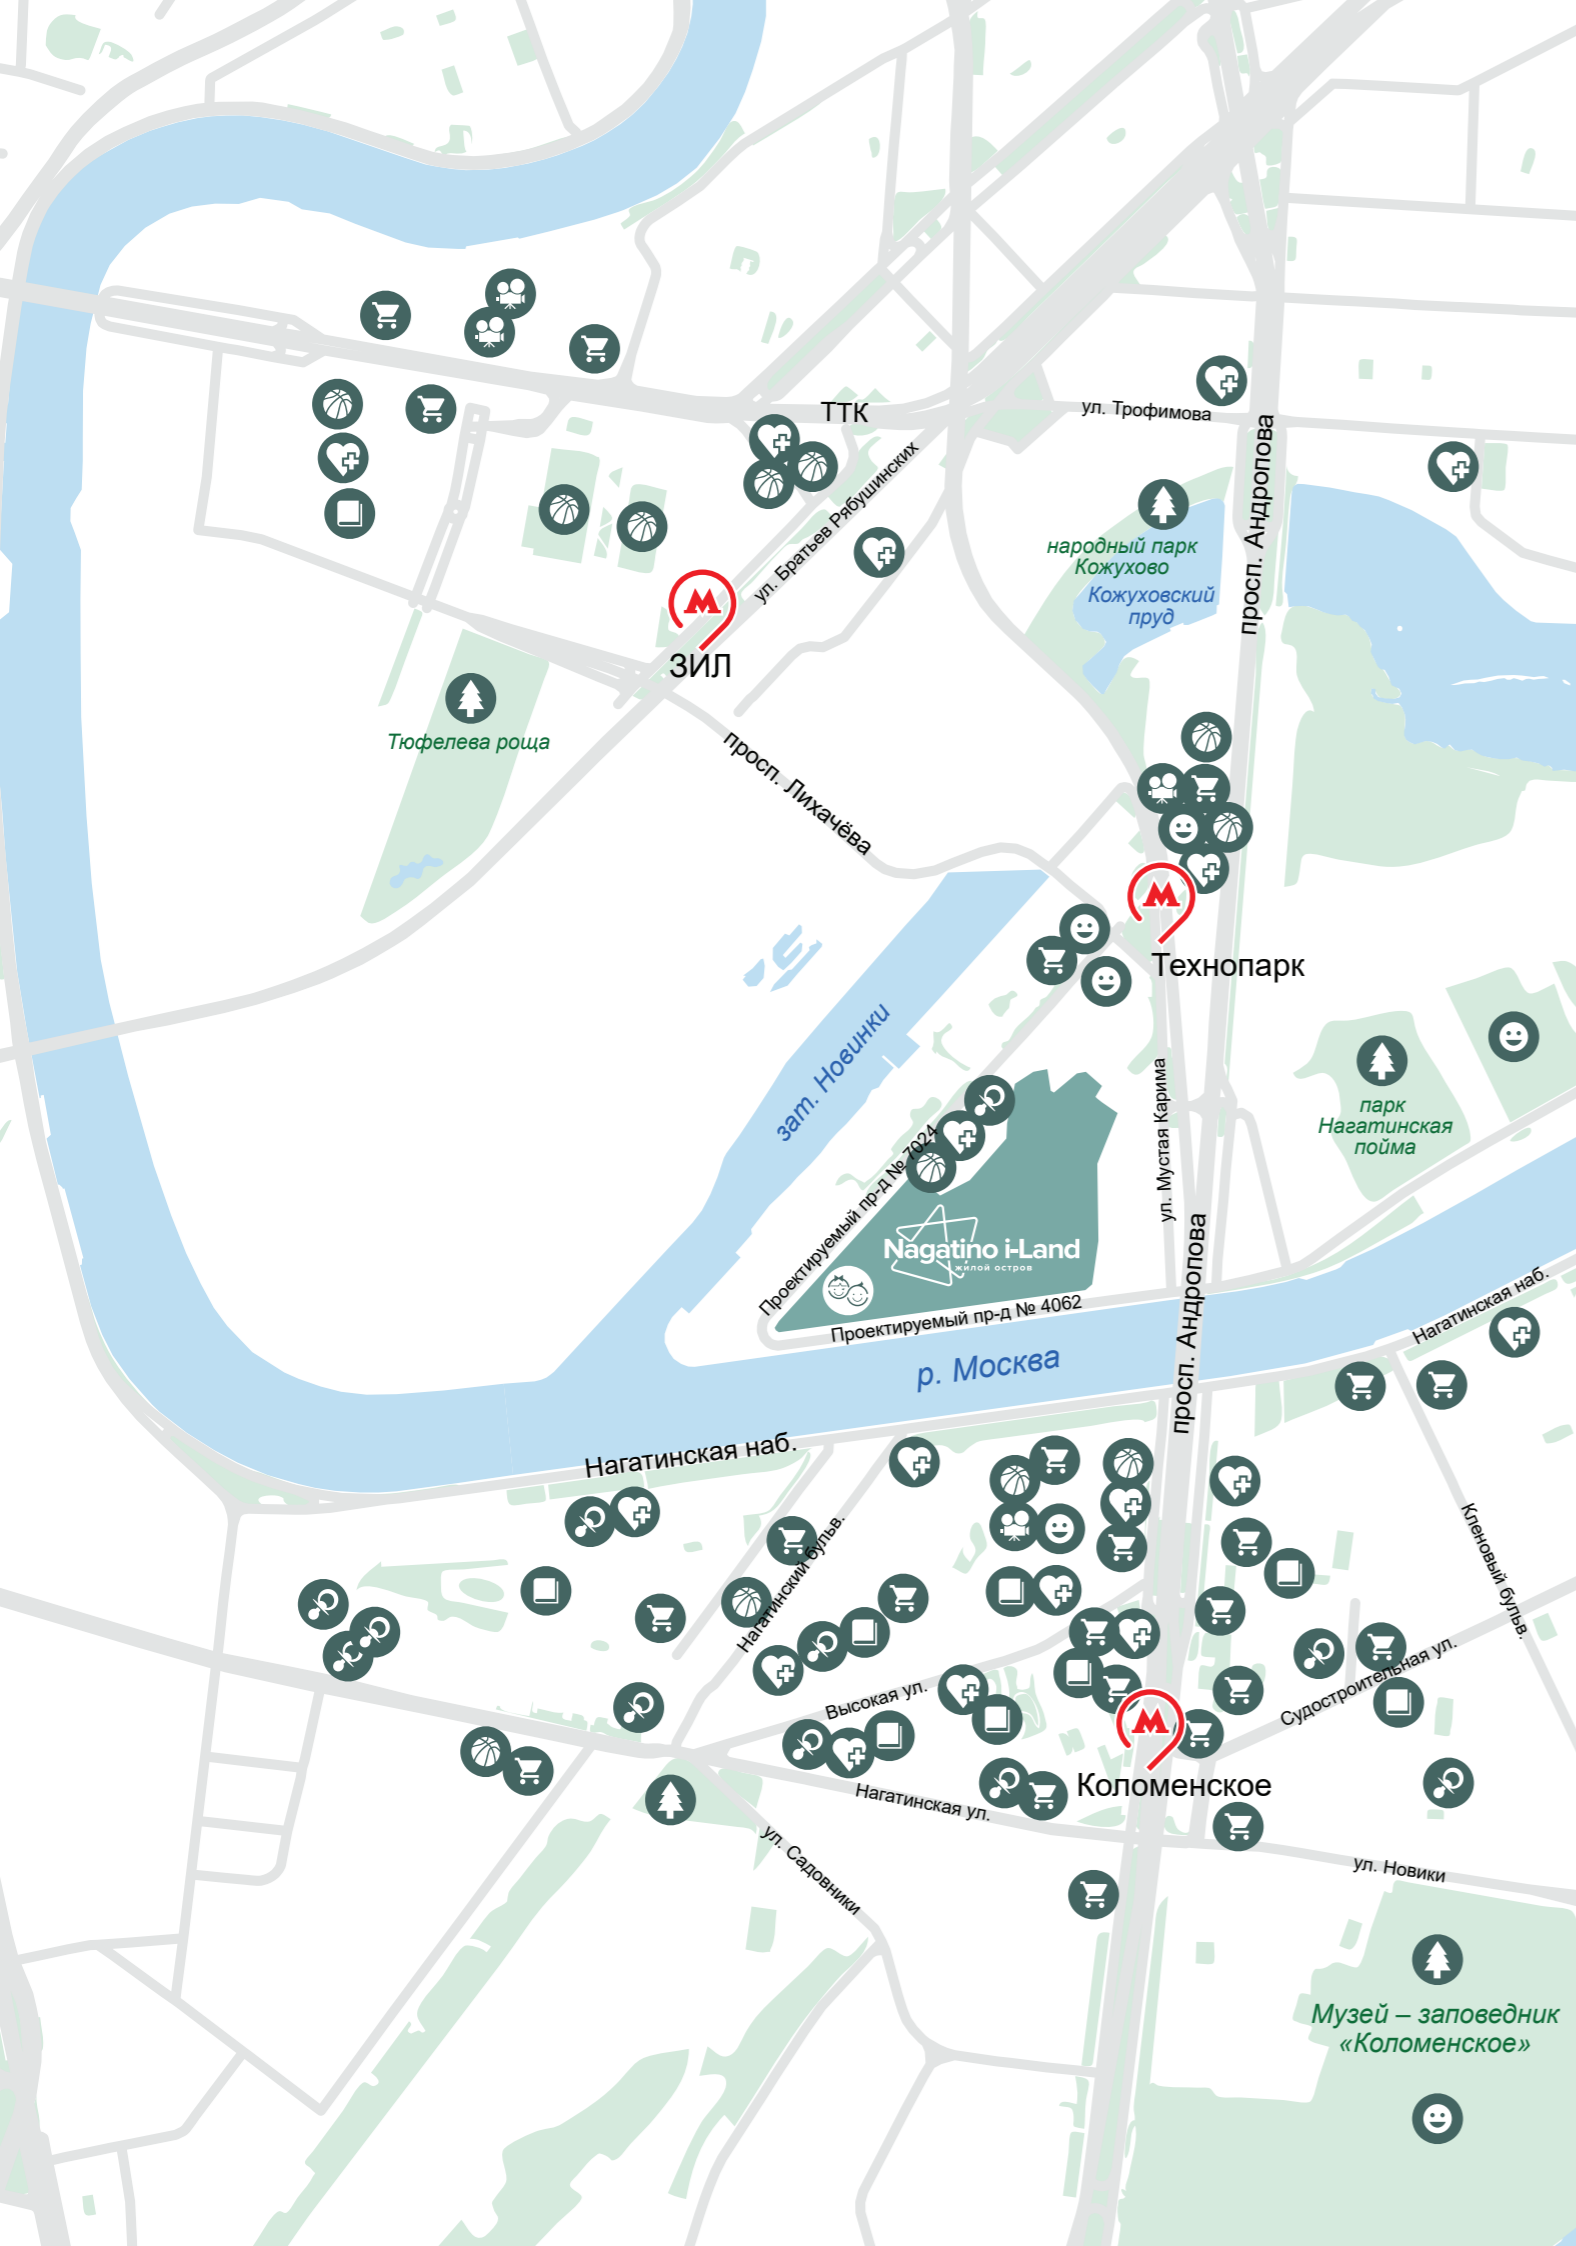 ТТК
ул. Трофимова
ул. Братьев Рябушинских
просп. Андропова
народный парк
Кожухово
Кожуховский
пруд
М
ЗИЛ
Тюфелева роща
просп. Лихачёва
М
Технопарк
зат. Новинки
парк
Нагатинская
пойма
ул. Мустая Карима
Проектируемый пр-д № 7024
Nagatino i-Land
жилой остров
Проектируемый пр-д № 4062
просп. Андропова
Нагатинская наб.
р. Москва
Нагатинская наб.
Нагатинский бульв.
Кленовый бульв.
Высокая ул.
Судостроительная ул.
М
Коломенское
Нагатинская ул.
ул. Садовники
ул. Новики
Музей – заповедник
«Коломенское»